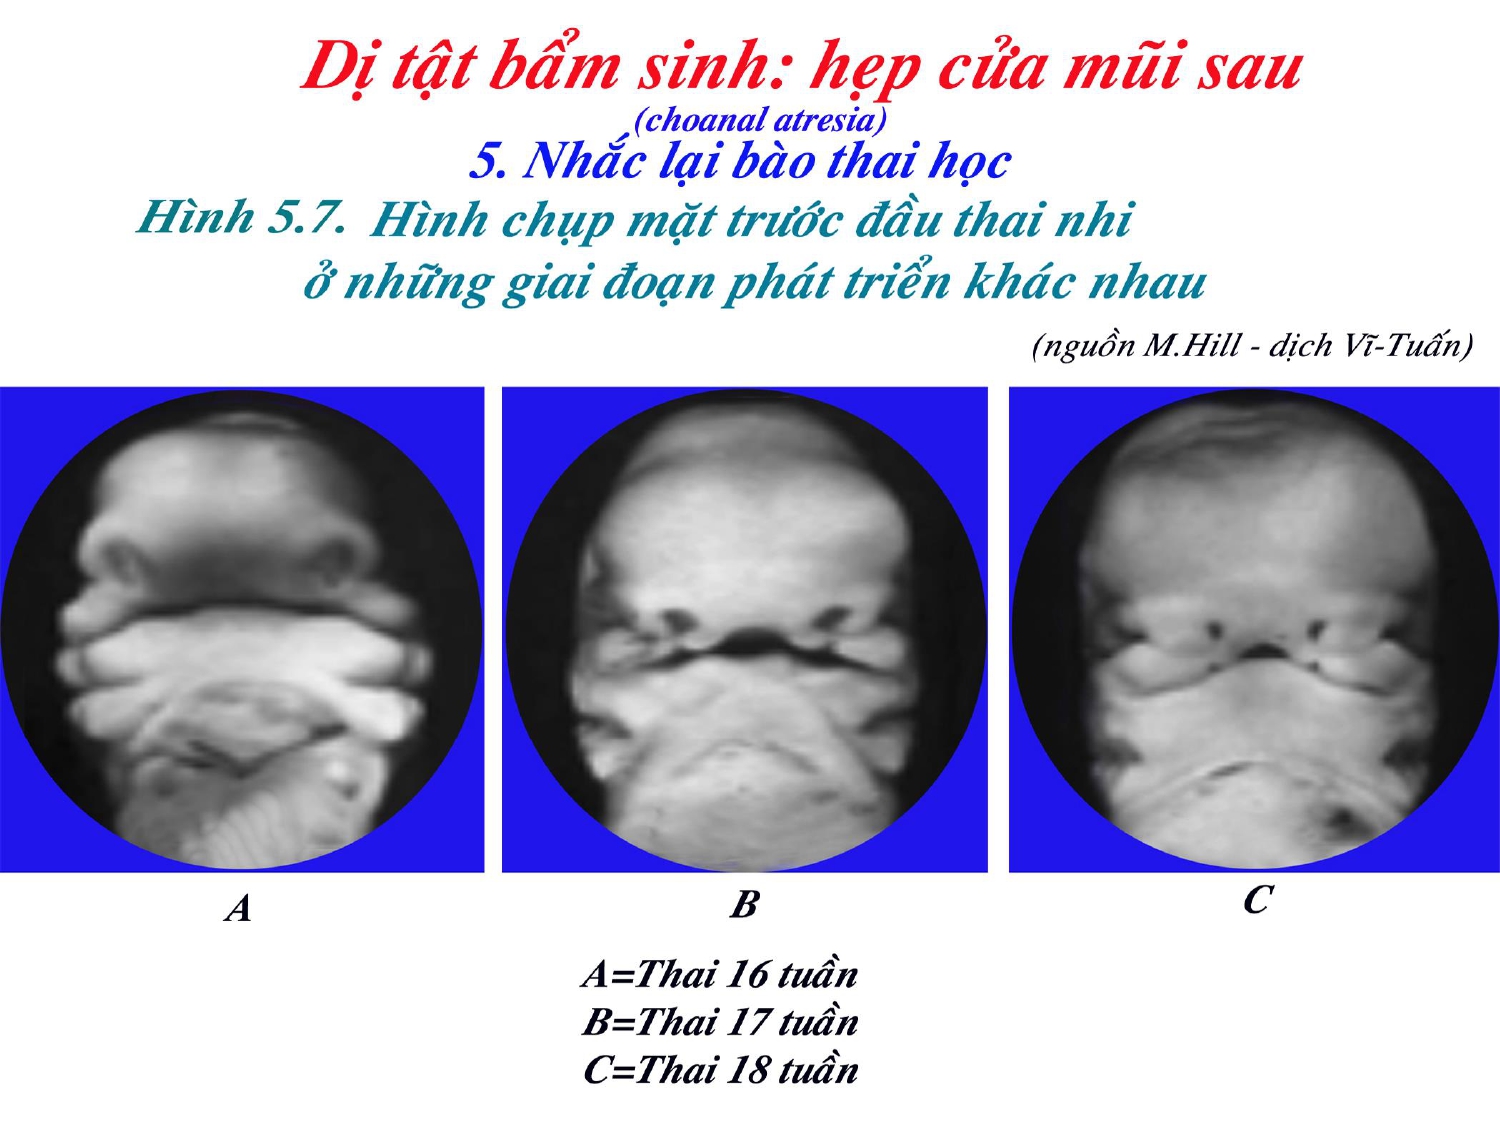 Dị tật bẩm sinh: hẹp cửa mũi sau
(choanal atresia)
5. Nhắc lại bào thai học
Hình 5.7. Hình chụp mặt trước đầu thai nhi
ở những giai đoạn phát triển khác nhau
(nguồn M.Hill - dịch Vĩ-Tuấn)
A
B
C
A=Thai 16 tuần
B=Thai 17 tuần
C=Thai 18 tuần